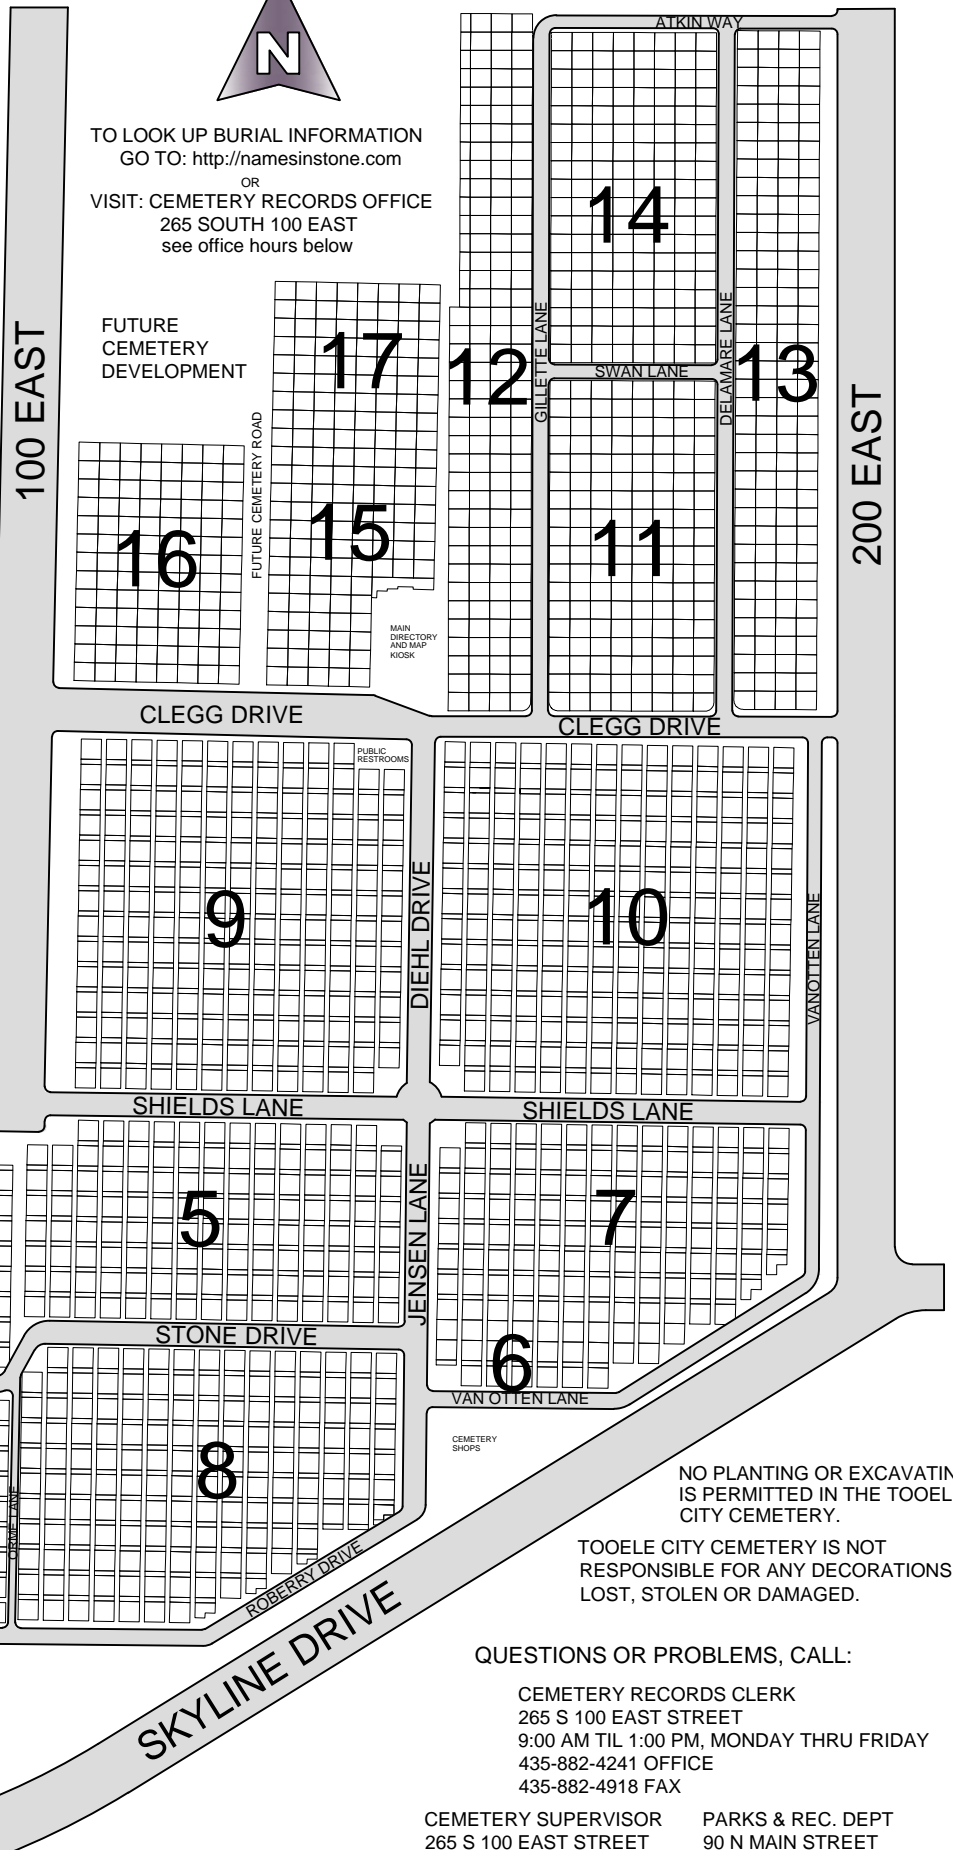 N
ATKIN WAY
TO LOOK UP BURIAL INFORMATION
GO TO: http://namesinstone.com
OR
VISIT: CEMETERY RECORDS OFFICE
265 SOUTH 100 EAST
see office hours below
14
100 EAST
FUTURE
CEMETERY
DEVELOPMENT
17
12
GILLETTE LANE
SWAN LANE
DELAMARE LANE
13
200 EAST
FUTURE CEMETERY ROAD
16
15
11
MAIN
DIRECTORY
AND MAP
KIOSK
CLEGG DRIVE
CLEGG DRIVE
PUBLIC
RESTROOMS
9
DIEHL DRIVE
10
VANOTTEN LANE
SHIELDS LANE
SHIELDS LANE
5
JENSEN LANE
7
STONE DRIVE
6
VAN OTTEN LANE
8
CEMETERY
SHOPS
ORME LANE
ROBERRY DRIVE
SKYLINE DRIVE
NO PLANTING OR EXCAVATIN
IS PERMITTED IN THE TOOEL
CITY CEMETERY.
TOOELE CITY CEMETERY IS NOT
RESPONSIBLE FOR ANY DECORATIONS
LOST, STOLEN OR DAMAGED.
QUESTIONS OR PROBLEMS, CALL:
CEMETERY RECORDS CLERK
265 S 100 EAST STREET
9:00 AM TIL 1:00 PM, MONDAY THRU FRIDAY
435-882-4241 OFFICE
435-882-4918 FAX
CEMETERY SUPERVISOR
265 S 100 EAST STREET
PARKS & REC. DEPT
90 N MAIN STREET